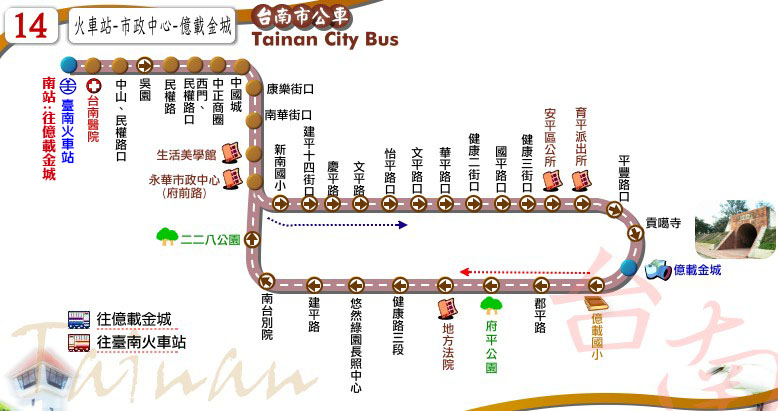 14
火車站-市政中心-億載金城
台南市公車
Tainan City Bus
南站:往億載金城
臺南火車站
台南醫院
中山、民權路口
吳園
民權路
西門、民權路口
中正商圈
中國城
康樂街口
南華街口
生活美學館
永華市政中心
(府前路)
新南國小
建平十四街口
慶平路
文平路
怡平路口
文平路口
華平路口
健康二街口
國平路口
健康三街口
安平區公所
育平派出所
平豐路口
貢噶寺
億載金城
億載國小
郡平路
府平公園
地方法院
健康路三段
悠然綠園長照中心
建平路
南台別院
二二八公園
往億載金城
往臺南火車站
Tainan
台南